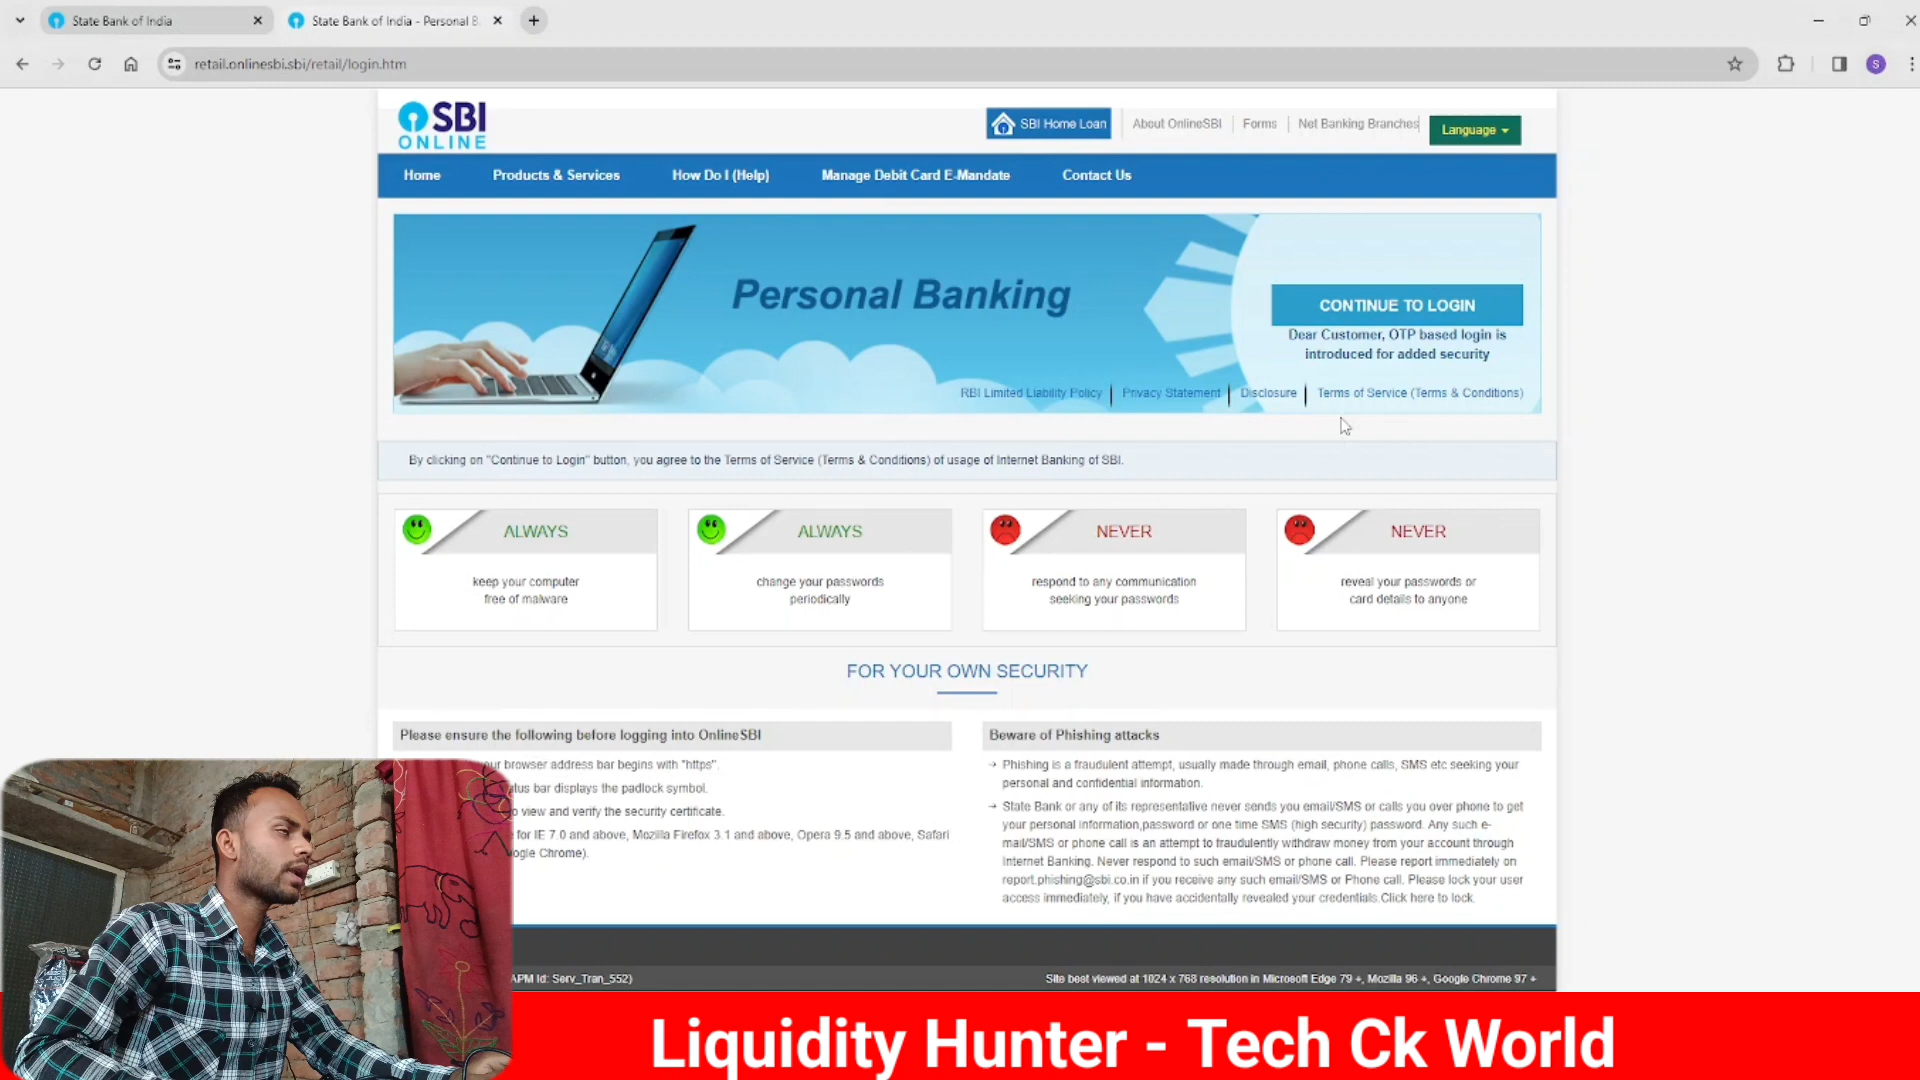 State Bank of India
State Bank of India - Personal B
retail.onlinesbi.sbi/retail/login.htm
S
SBI
ONLINE
SBI Home Loan
About OnlineSBI
Forms
Net Banking Branches
Language
Home
Products & Services
How Do I (Help)
Manage Debit Card E-Mandate
Contact Us
Personal Banking
CONTINUE TO LOGIN
Dear Customer, OTP based login is
introduced for added security
RBI Limited Liability Policy
Privacy Statement
Disclosure
Terms of Service (Terms & Conditions)
By clicking on "Continue to Login" button, you agree to the Terms of Service (Terms & Conditions) of usage of Internet Banking of SBI.
ALWAYS
keep your computer
free of malware
ALWAYS
change your passwords
periodically
NEVER
respond to any communication
seeking your passwords
NEVER
reveal your passwords or
card details to anyone
FOR YOUR OWN SECURITY
Please ensure the following before logging into OnlineSBI
ur browser address bar begins with "https".
tus bar displays the padlock symbol.
o view and verify the security certificate.
for IE 7.0 and above, Mozilla Firefox 3.1 and above, Opera 9.5 and above, Safari
ogle Chrome).
Beware of Phishing attacks
Phishing is a fraudulent attempt, usually made through email, phone calls, SMS etc seeking your
personal and confidential information.
State Bank or any of its representative never sends you email/SMS or calls you over phone to get
your personal information,password or one time SMS (high security) password. Any such e-
mail/SMS or phone call is an attempt to fraudulently withdraw money from your account through
Internet Banking. Never respond to such email/SMS or phone call. Please report immediately on
report.phishing@sbi.co.in if you receive any such email/SMS or Phone call. Please lock your user
access immediately, if you have accidentally revealed your credentials.Click here to lock.
APM Id: Serv_Tran_552)
Site best viewed at 1024 x 768 resolution in Microsoft Edge 79 +, Mozilla 96 +, Google Chrome 97 +
Liquidity Hunter - Tech Ck World